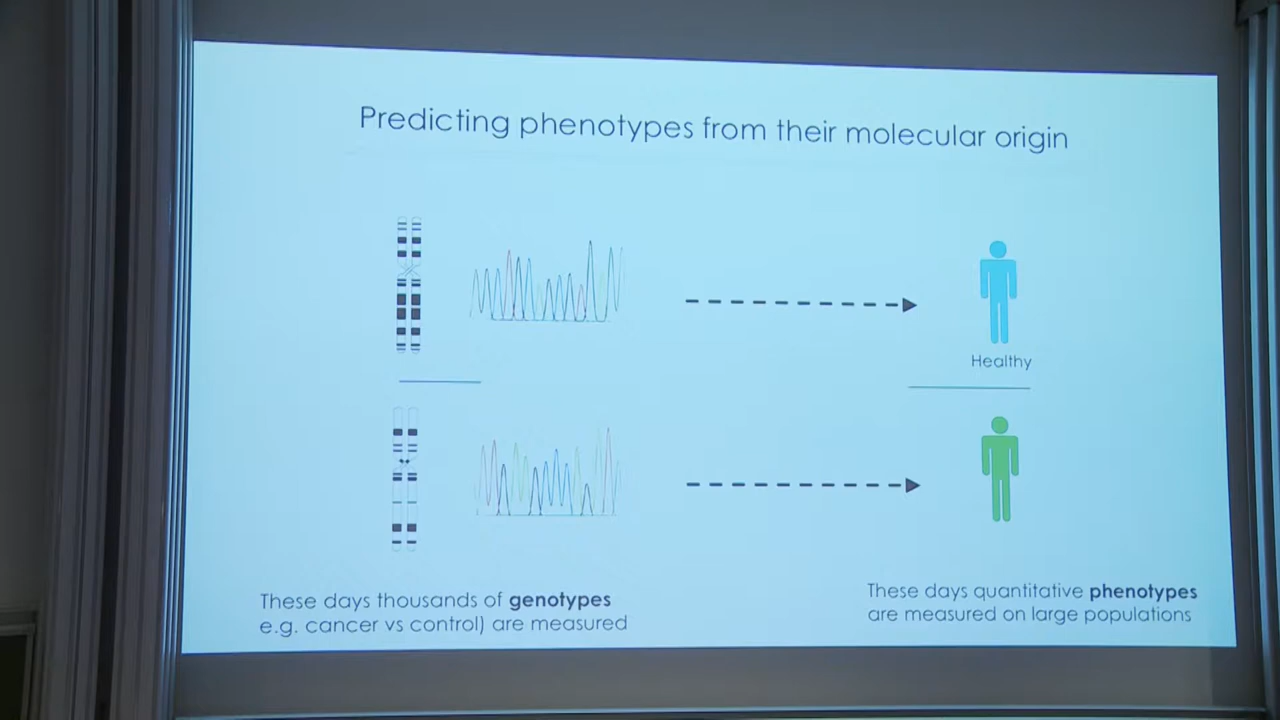 Predicting phenotypes from their molecular origin
Healthy
These days thousands of genotypes
e.g. cancer vs control) are measured
These days quantitative phenotypes
are measured on large populations